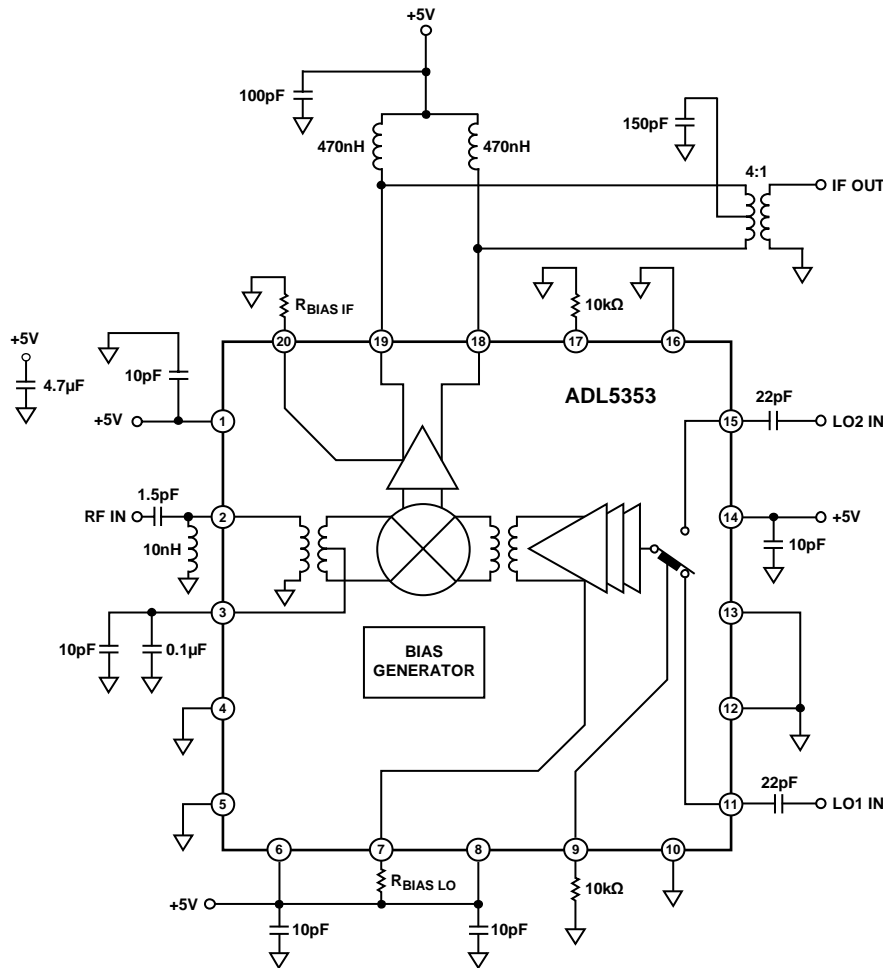 +5V
100pF
470nH
470nH
150pF
4:1
IF OUT
RBIAS IF
10kΩ
+5V
4.7µF
10pF
+5V
20
19
18
17
16
ADL5353
1
15
22pF
LO2 IN
1.5pF
RF IN
10nH
2
14
+5V
10pF
3
13
10pF
0.1µF
BIAS
GENERATOR
4
12
5
11
22pF
LO1 IN
6
7
8
9
10
+5V
RBIAS LO
10kΩ
10pF
10pF